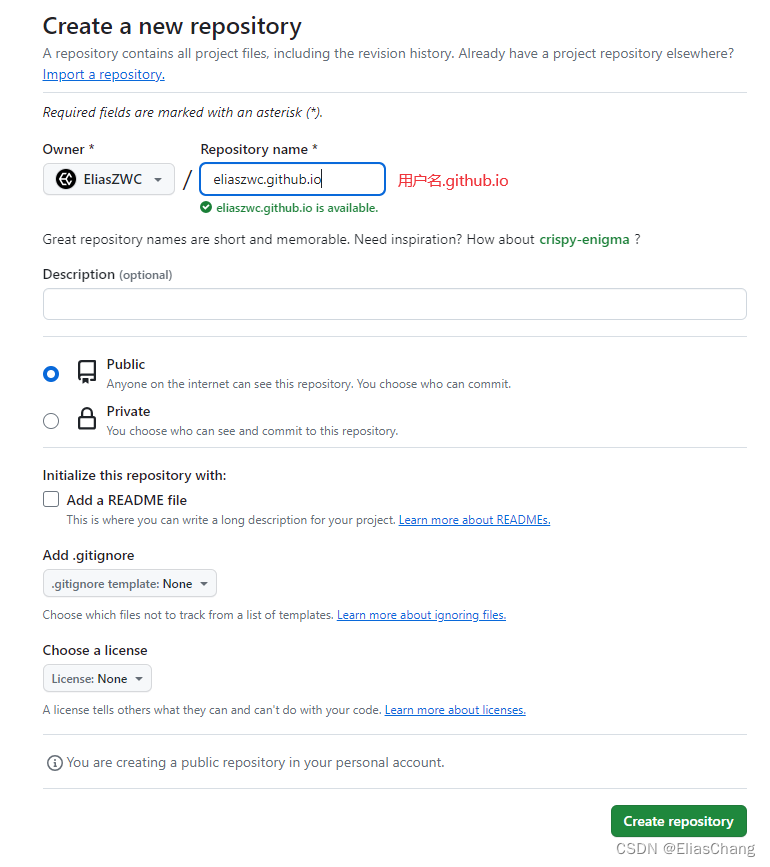 Create a new repository
A repository contains all project files, including the revision history. Already have a project repository elsewhere?
Import a repository.
Required fields are marked with an asterisk (*).
Owner * Repository name *
EliasZWC / eliaszwc.github.io 用户名.github.io
eliaszwc.github.io is available.
Great repository names are short and memorable. Need inspiration? How about crispy-enigma ?
Description (optional)
Public
Anyone on the internet can see this repository. You choose who can commit.
Private
You choose who can see and commit to this repository.
Initialize this repository with:
Add a README file
This is where you can write a long description for your project. Learn more about READMEs.
Add .gitignore
.gitignore template: None
Choose which files not to track from a list of templates. Learn more about ignoring files.
Choose a license
License: None
A license tells others what they can and can't do with your code. Learn more about licenses.
You are creating a public repository in your personal account.
Create repository
CSDN @EliasChang